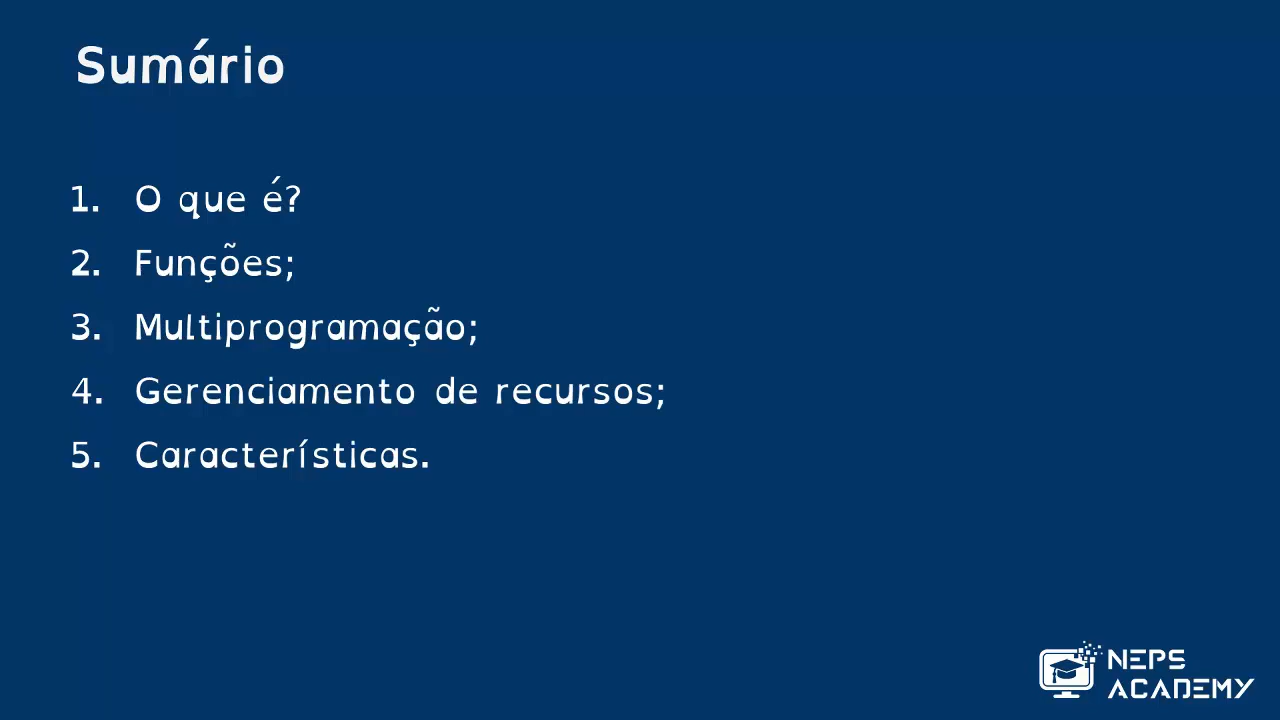 Sumário
1. O que é?
2. Funções;
3. Multiprogramação;
4. Gerenciamento de recursos;
5. Características.
NEPS
ACADEMY